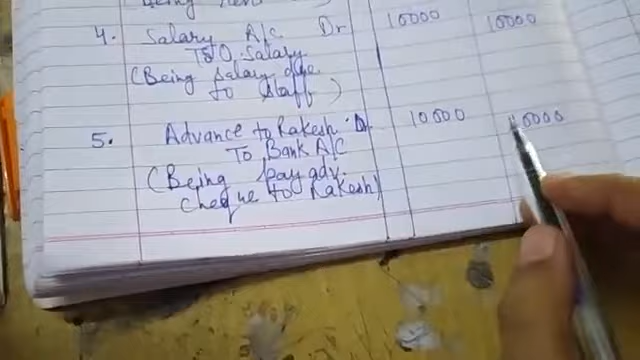 Being
4. Salary A/c Dr 10000 10000
To O. Salary
(Being Salary due
to Staff)
5. Advance to Rakesh Dr 10000 10000
To Bank A/C
(Being pay adv.
Cheque to Rakesh)